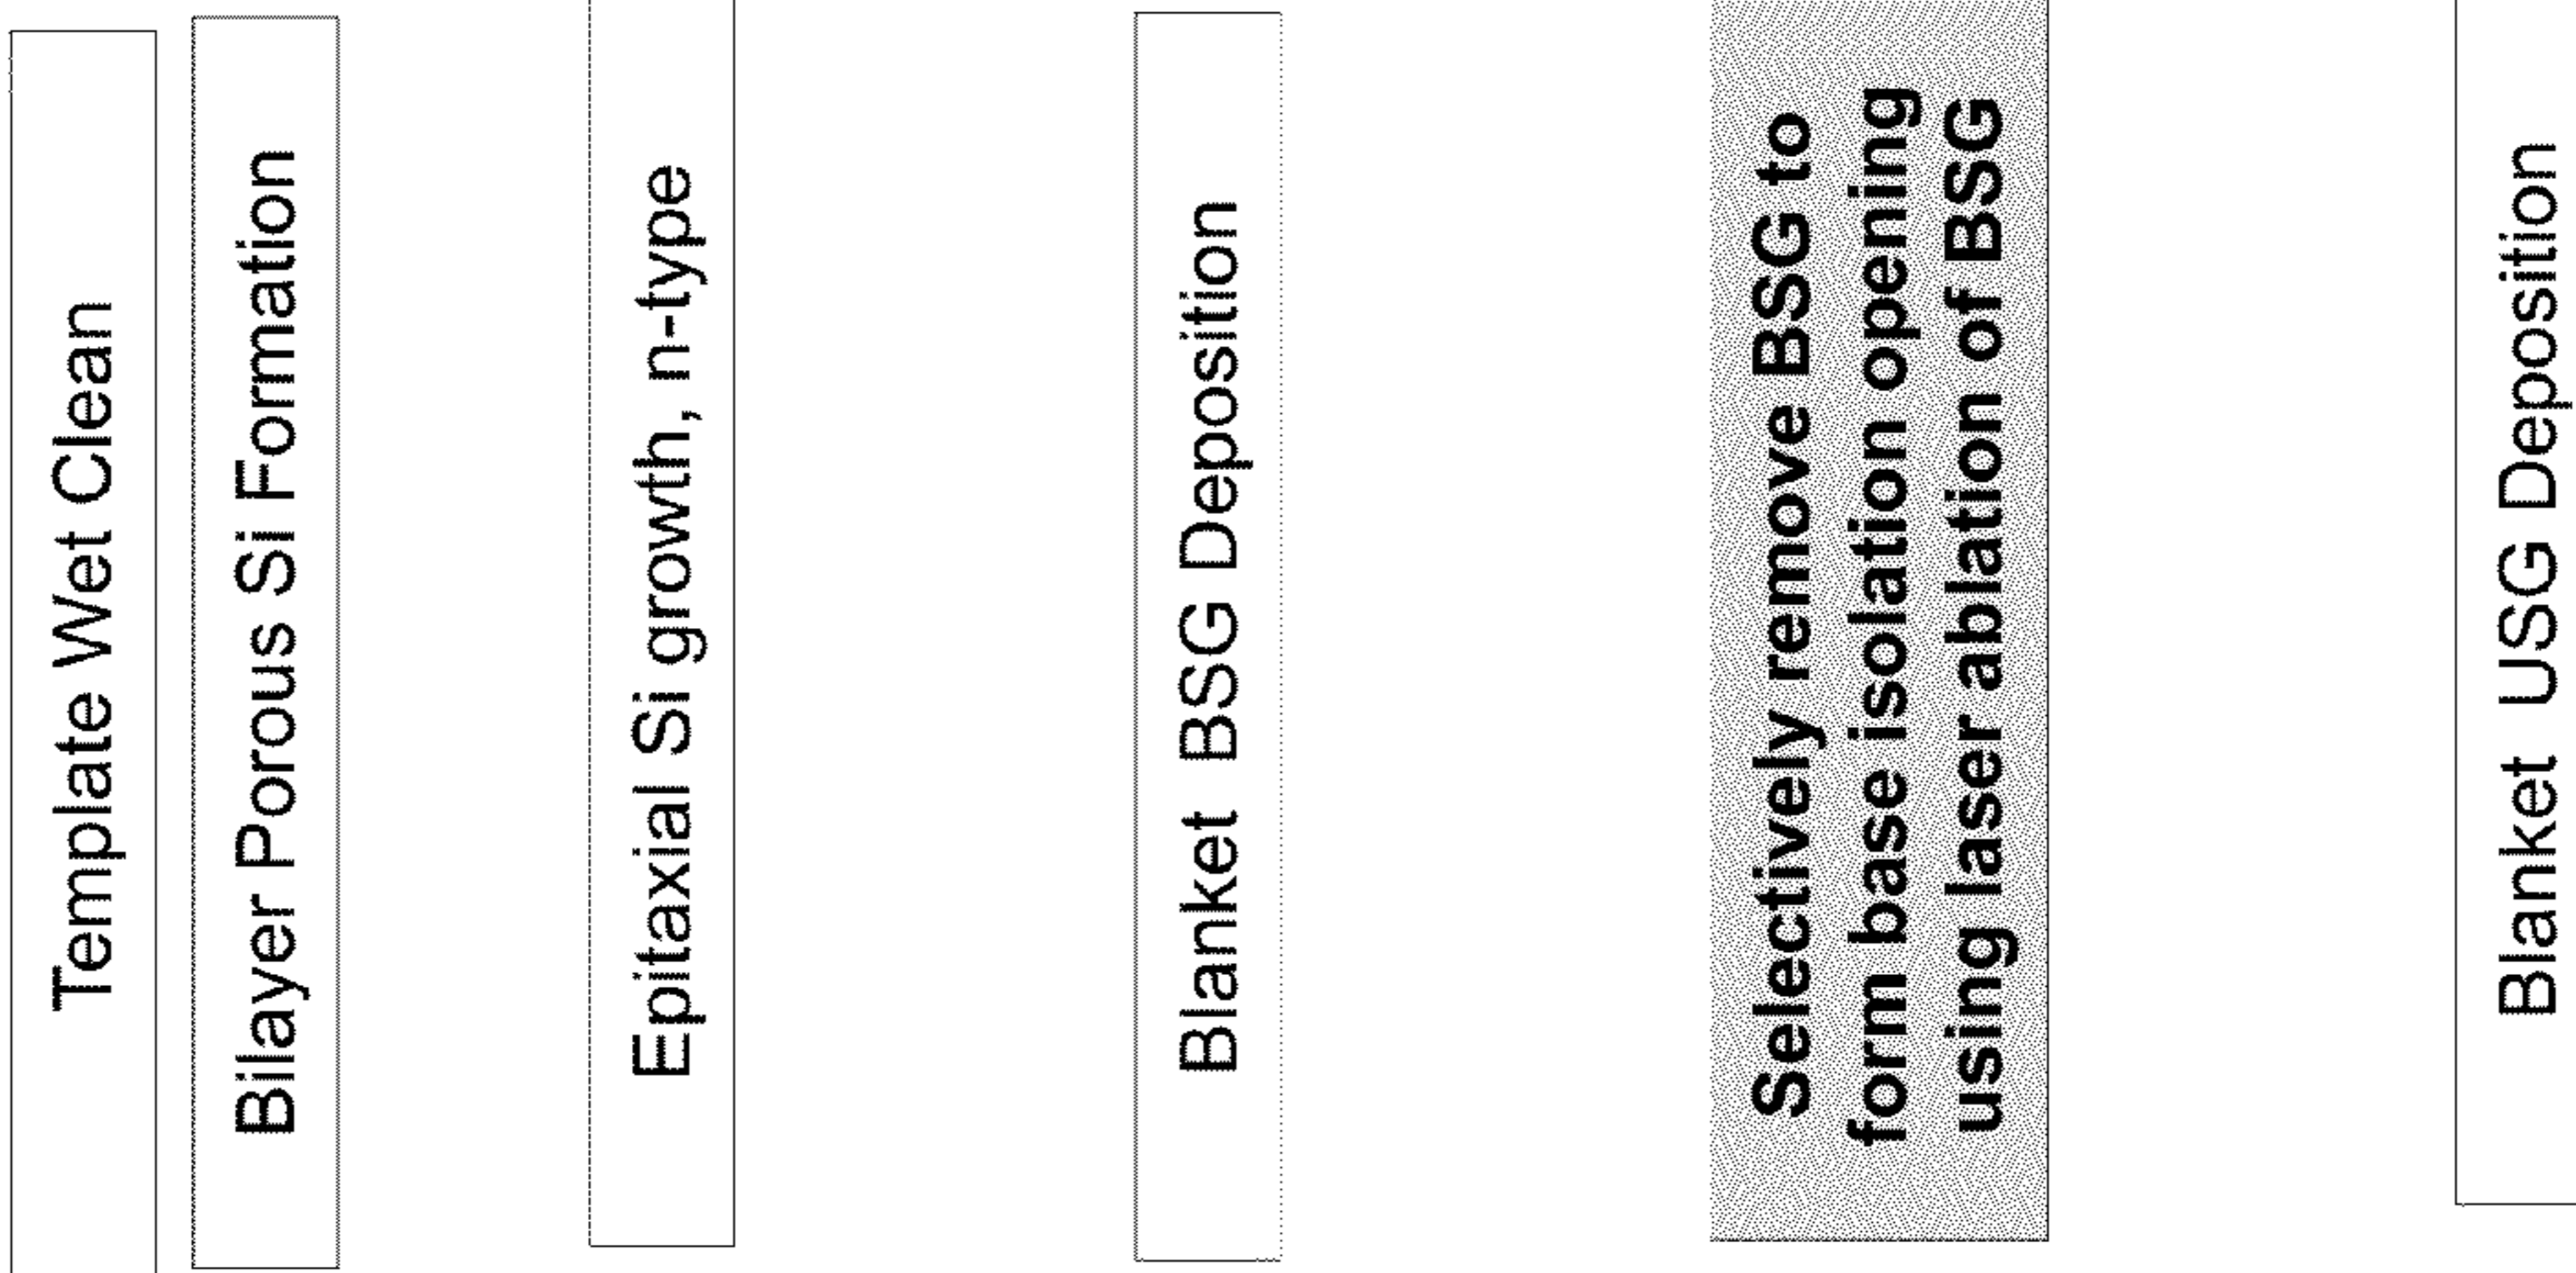 Template Wet Clean
Bilayer Porous Si Formation
Epitaxial Si growth, n-type
Blanket BSG Deposition
Selectively remove BSG to
form base isolation opening
using laser ablation of BSG
Blanket USG Deposition